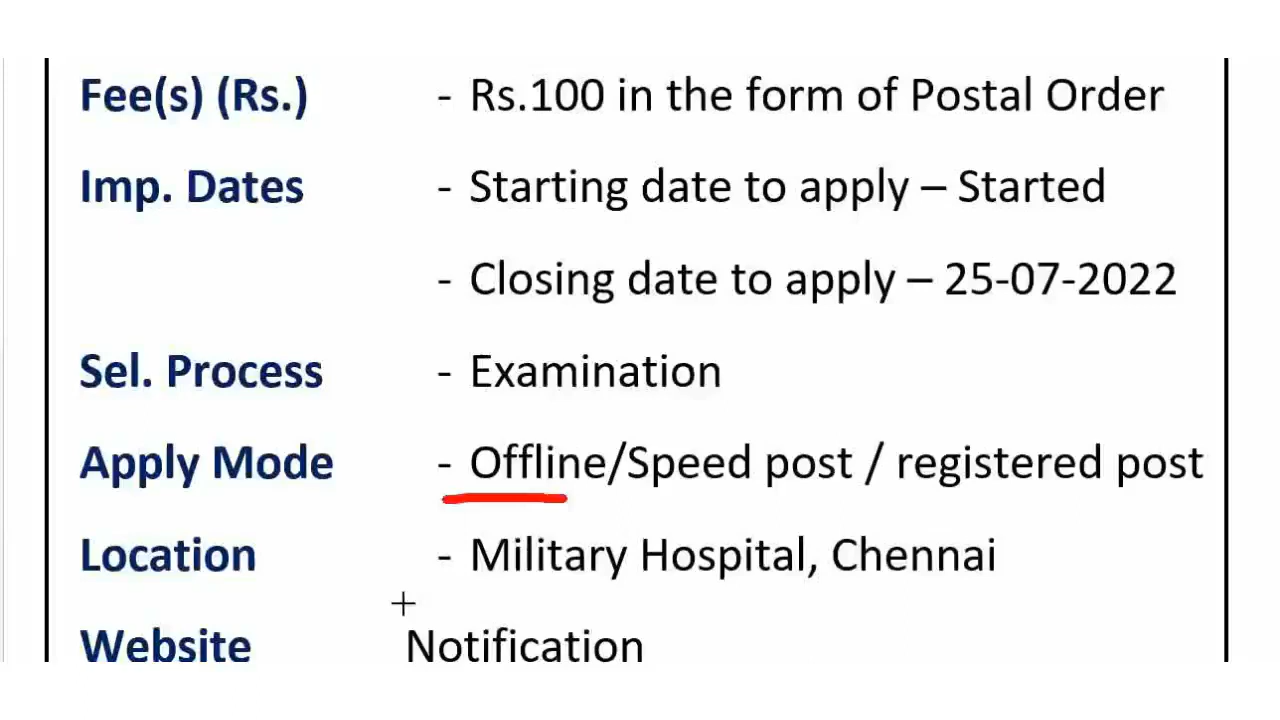 Fee(s) (Rs.) - Rs.100 in the form of Postal Order
Imp. Dates - Starting date to apply – Started
- Closing date to apply – 25-07-2022
Sel. Process - Examination
Apply Mode - Offline/Speed post / registered post
Location - Military Hospital, Chennai
Website Notification